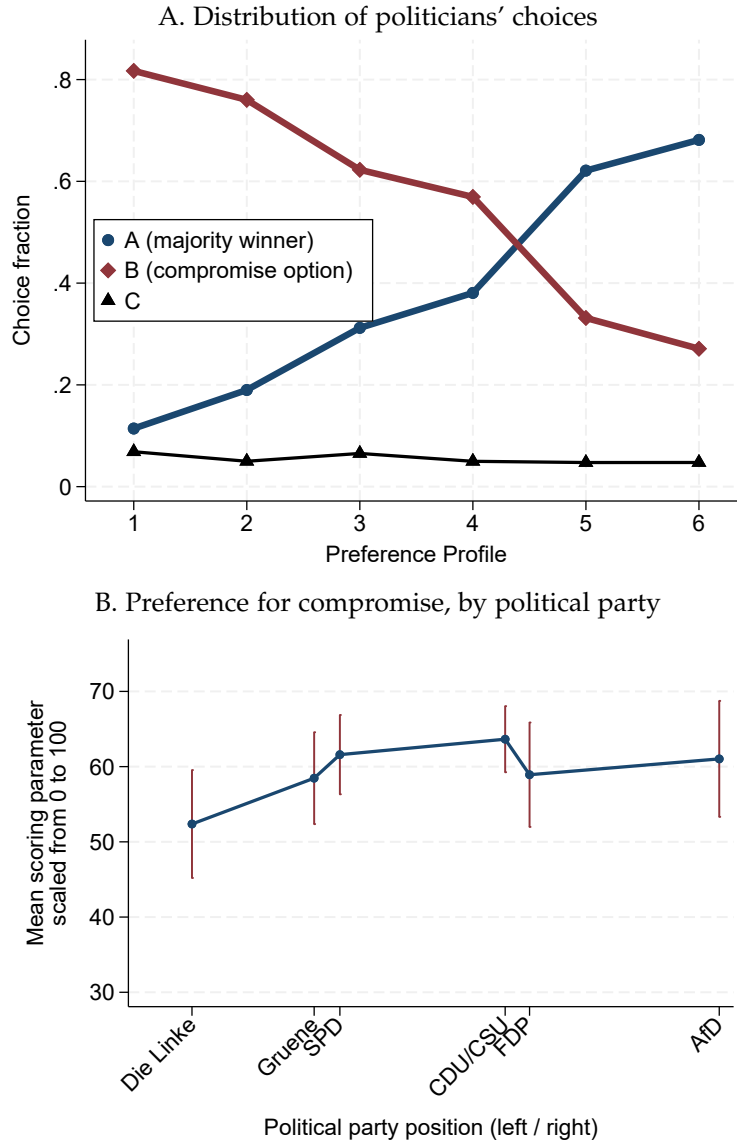 A. Distribution of politicians' choices
Choice fraction
.8
.6
.4
.2
0
A (majority winner)
B (compromise option)
C
1 2 3 4 5 6
Preference Profile
B. Preference for compromise, by political party
Mean scoring parameter
scaled from 0 to 100
70
60
50
40
30
Die Linke
Gruene
SPD
CDU/CSU
FDP
AfD
Political party position (left / right)